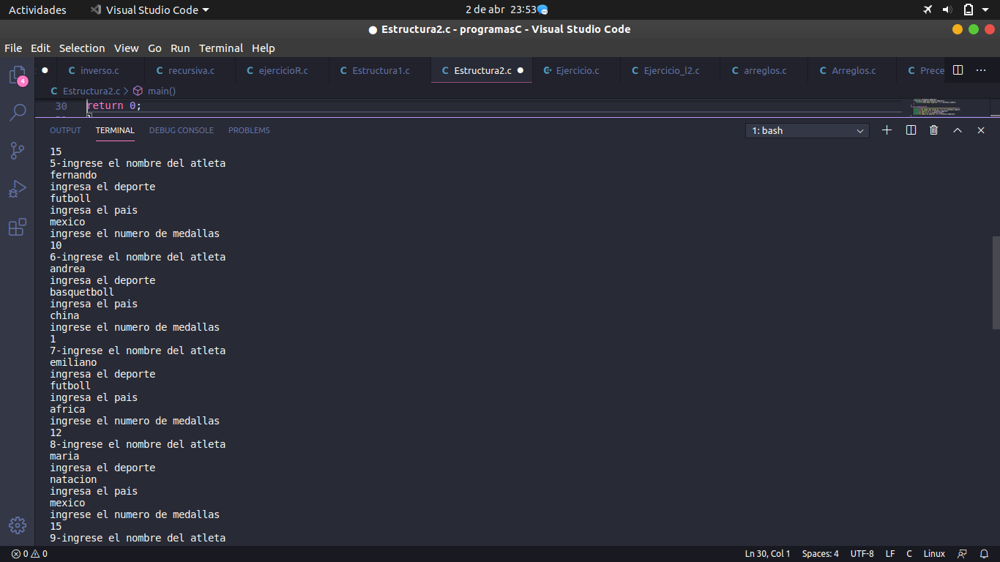 Actividades Visual Studio Code 2 de abr 23:53
Estructura2.c - programasC - Visual Studio Code
File Edit Selection View Go Run Terminal Help
inverso.c recursiva.c ejercicioR.c Estructura1.c Estructura2.c Ejercicio.c Ejercicio_l2.c arreglos.c Arreglos.c Prece
Estructura2.c > main()
30 return 0;
OUTPUT TERMINAL DEBUG CONSOLE PROBLEMS 1: bash
15
5-ingrese el nombre del atleta
fernando
ingresa el deporte
futboll
ingresa el pais
mexico
ingrese el numero de medallas
10
6-ingrese el nombre del atleta
andrea
ingresa el deporte
basquetboll
ingresa el pais
china
ingrese el numero de medallas
1
7-ingrese el nombre del atleta
emiliano
ingresa el deporte
futboll
ingresa el pais
africa
ingrese el numero de medallas
12
8-ingrese el nombre del atleta
maria
ingresa el deporte
natacion
ingresa el pais
mexico
ingrese el numero de medallas
15
9-ingrese el nombre del atleta
0 0 Ln 30, Col 1 Spaces: 4 UTF-8 LF C Linux